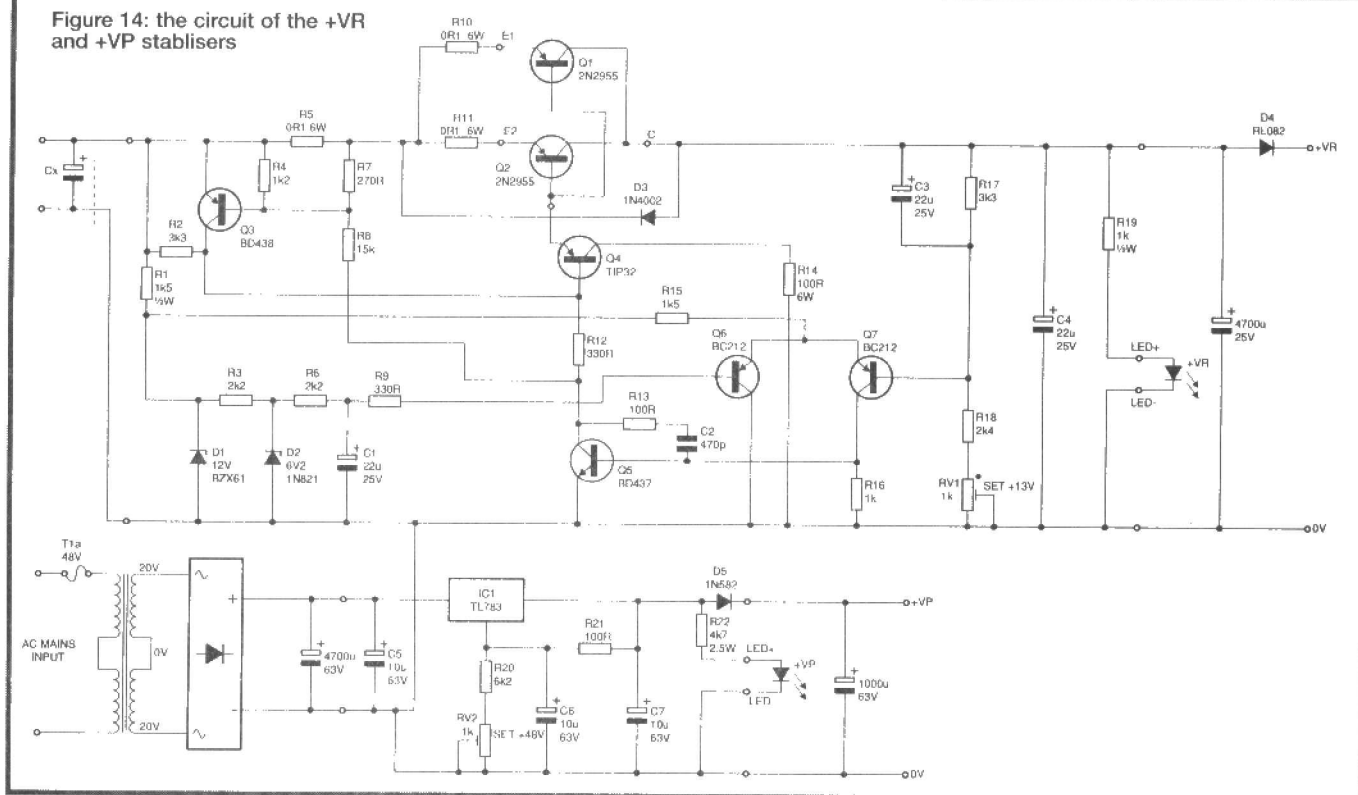 Figure 14: the circuit of the +VR
and +VP stablisers
R10
0R1 6W
E1
Q1
2N2955
R5
0R1 6W
R11
0R1 6W
E2
C
Q2
2N2955
D4
+VR
Cx
+
R4
1k2
R7
270R
D3
1N4002
+
C3
22u
25V
R17
3k3
R2
3k3
Q3
BD438
R8
15k
R19
1k
½W
R1
1k5
½W
Q4
TIP32
R14
100R
6W
R15
1k5
+
C4
22u
25V
+
4700u
25V
R12
330R
Q6
BC212
Q7
BC212
LED+
+VR
LED-
R3
2k2
R6
2k2
R9
330R
R13
100R
C2
470p
R18
2k4
D1
12V
BZX61
D2
6V2
1N821
+
C1
22u
25V
Q5
BD437
R16
1k
RV1
1k
SET +13V
0V
T1a
48V
20V
~
+
AC MAINS
INPUT
0V
+
4700u
63V
+
C5
10u
63V
20V
~
-
IC1
TL783
D5
1N582
+VP
R21
100R
R22
4k7
2.5W
LED+
+VP
LED
+
1000u
63V
R20
6k2
RV2
1k
SET +48V
+
C6
10u
63V
+
C7
10u
63V
0V